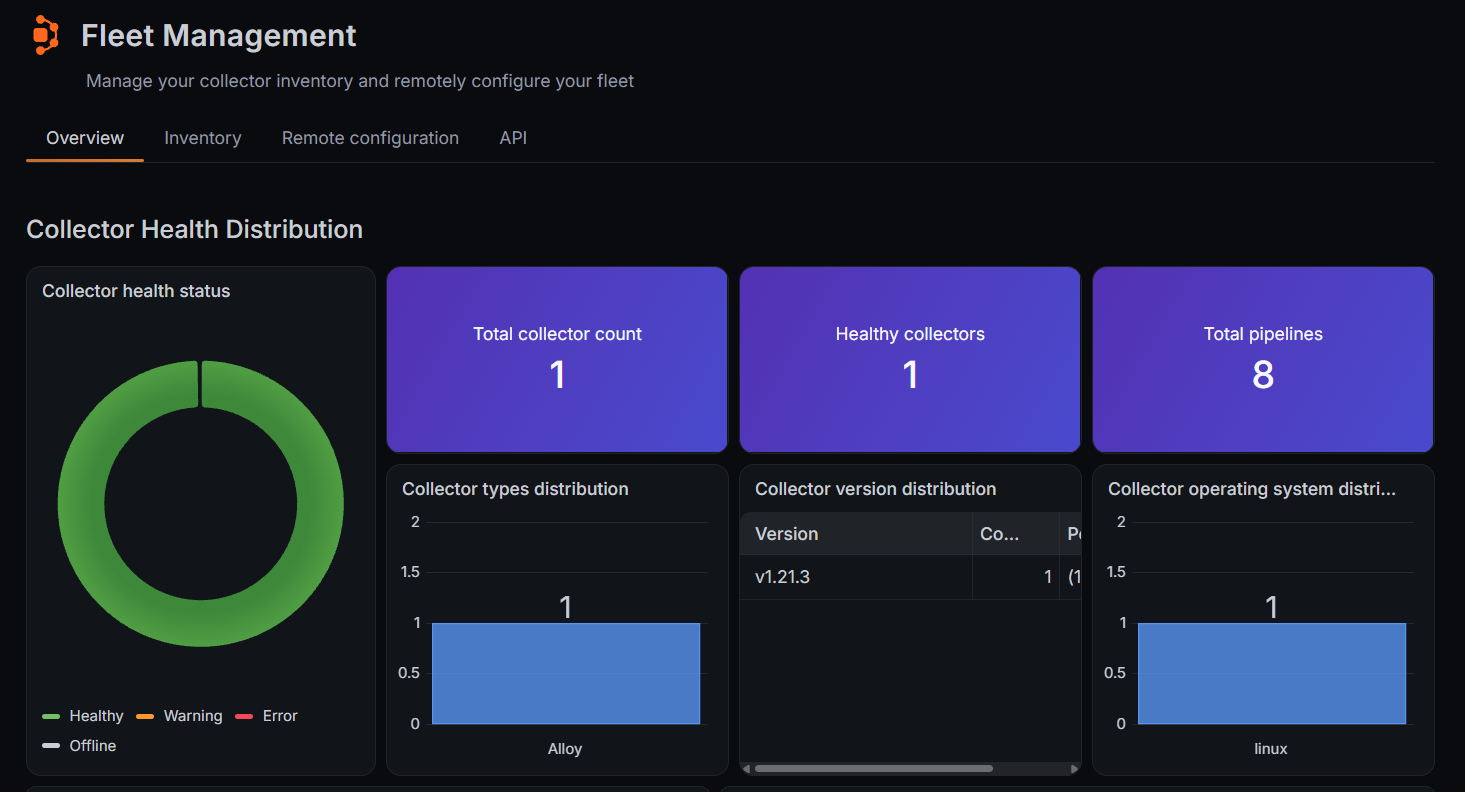 Fleet Management
Manage your collector inventory and remotely configure your fleet
Overview
Inventory
Remote configuration
API
Collector Health Distribution
Collector health status
Healthy
Warning
Error
Offline
Total collector count
1
Healthy collectors
1
Total pipelines
8
Collector types distribution
2
1.5
1
0.5
0
1
Alloy
Collector version distribution
Version
Co...
v1.21.3
1
Collector operating system distri...
2
1.5
1
0.5
0
1
linux